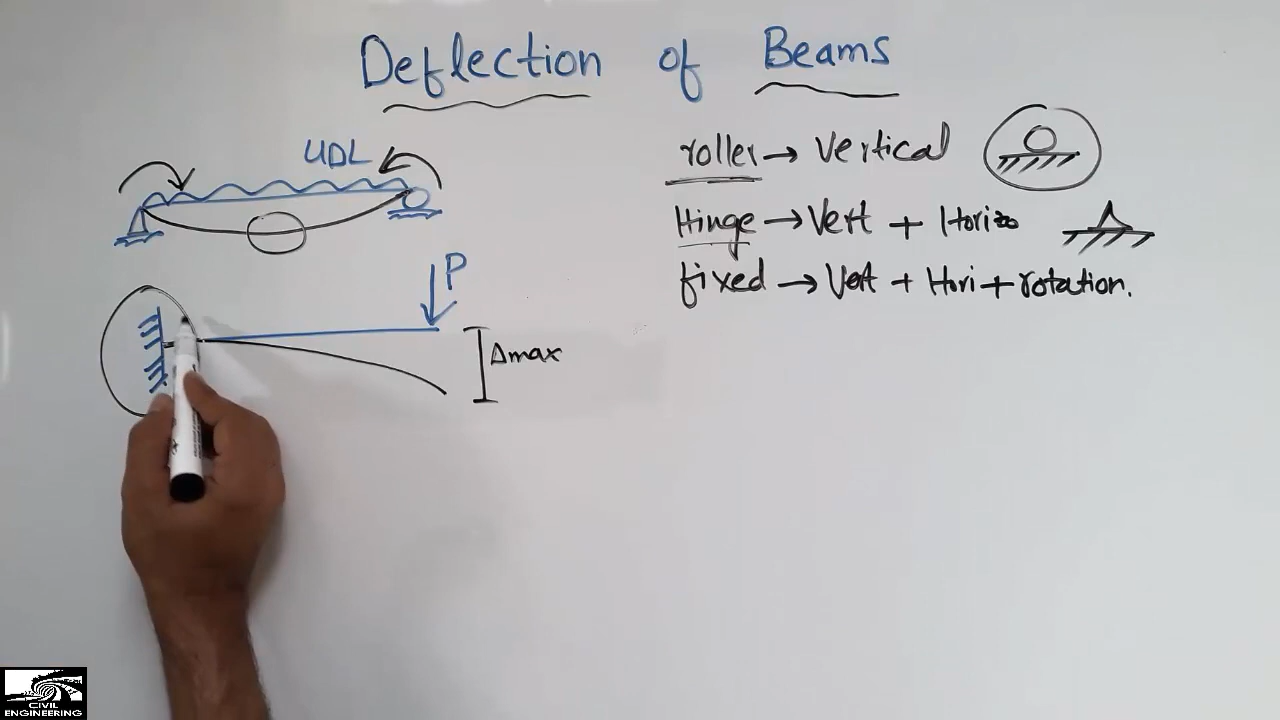 Deflection of Beams
UDL
P
Δmax
roller → Vertical
Hinge → Vert + Horizo
fixed → Vert + Hori + rotation.
CIVIL
ENGINEERING